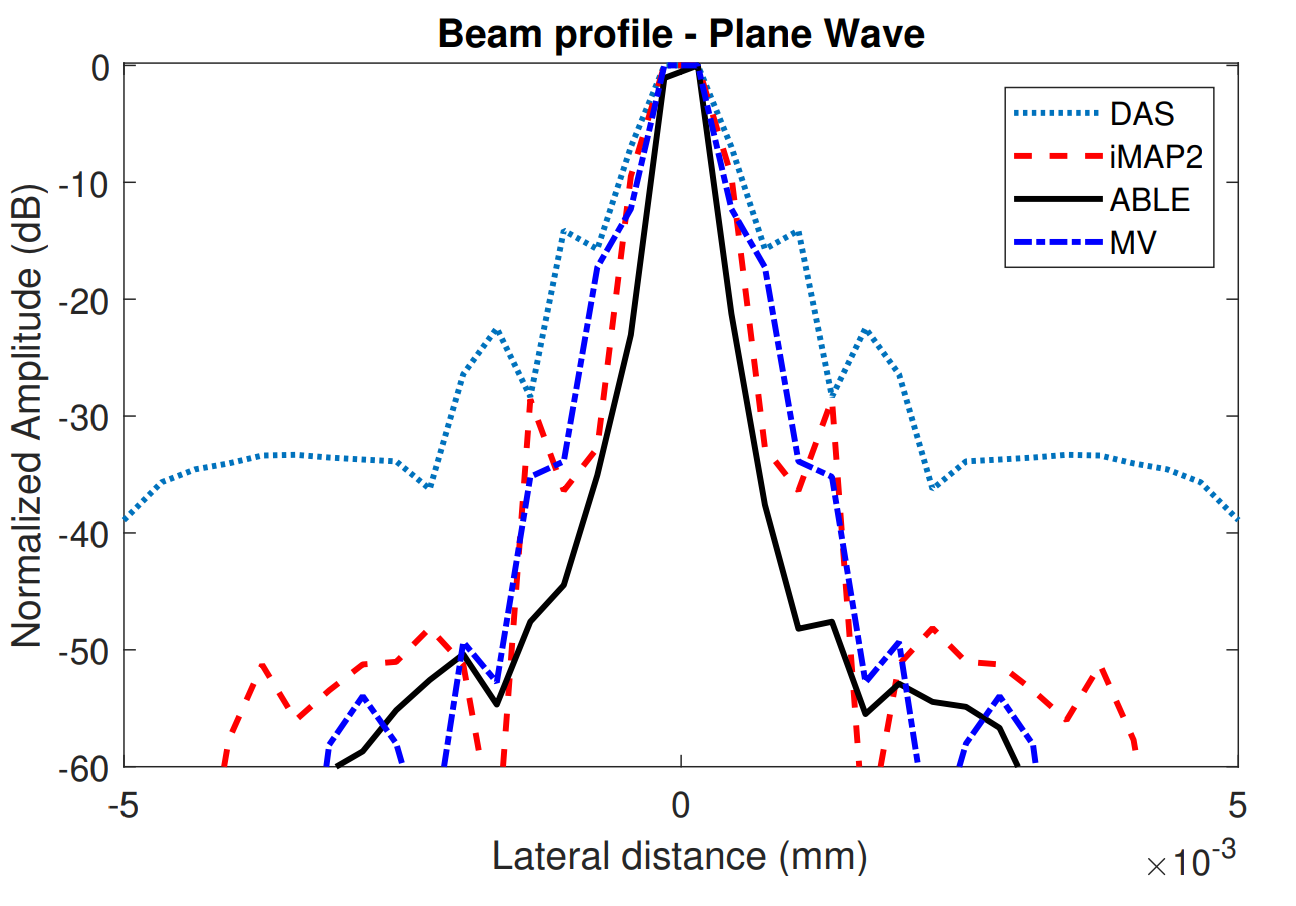 Beam profile - Plane Wave
0
-10
-20
-30
-40
-50
-60
Normalized Amplitude (dB)
DAS
iMAP2
ABLE
MV
-5
0
5
Lateral distance (mm)
×10-3